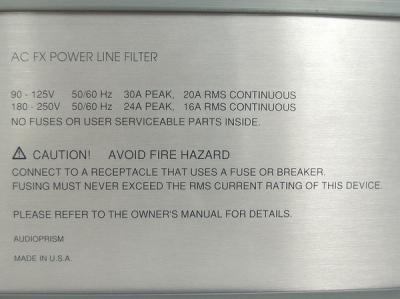 AC FX POWER LINE FILTER
90 - 125V 50/60 Hz 30A PEAK, 20A RMS CONTINUOUS
180 - 250V 50/60 Hz 24A PEAK, 16A RMS CONTINUOUS
NO FUSES OR USER SERVICEABLE PARTS INSIDE.
⚠ CAUTION! AVOID FIRE HAZARD
CONNECT TO A RECEPTACLE THAT USES A FUSE OR BREAKER.
FUSING MUST NEVER EXCEED THE RMS CURRENT RATING OF THIS DEVICE.
PLEASE REFER TO THE OWNER'S MANUAL FOR DETAILS.
AUDIOPRISM
MADE IN U.S.A.